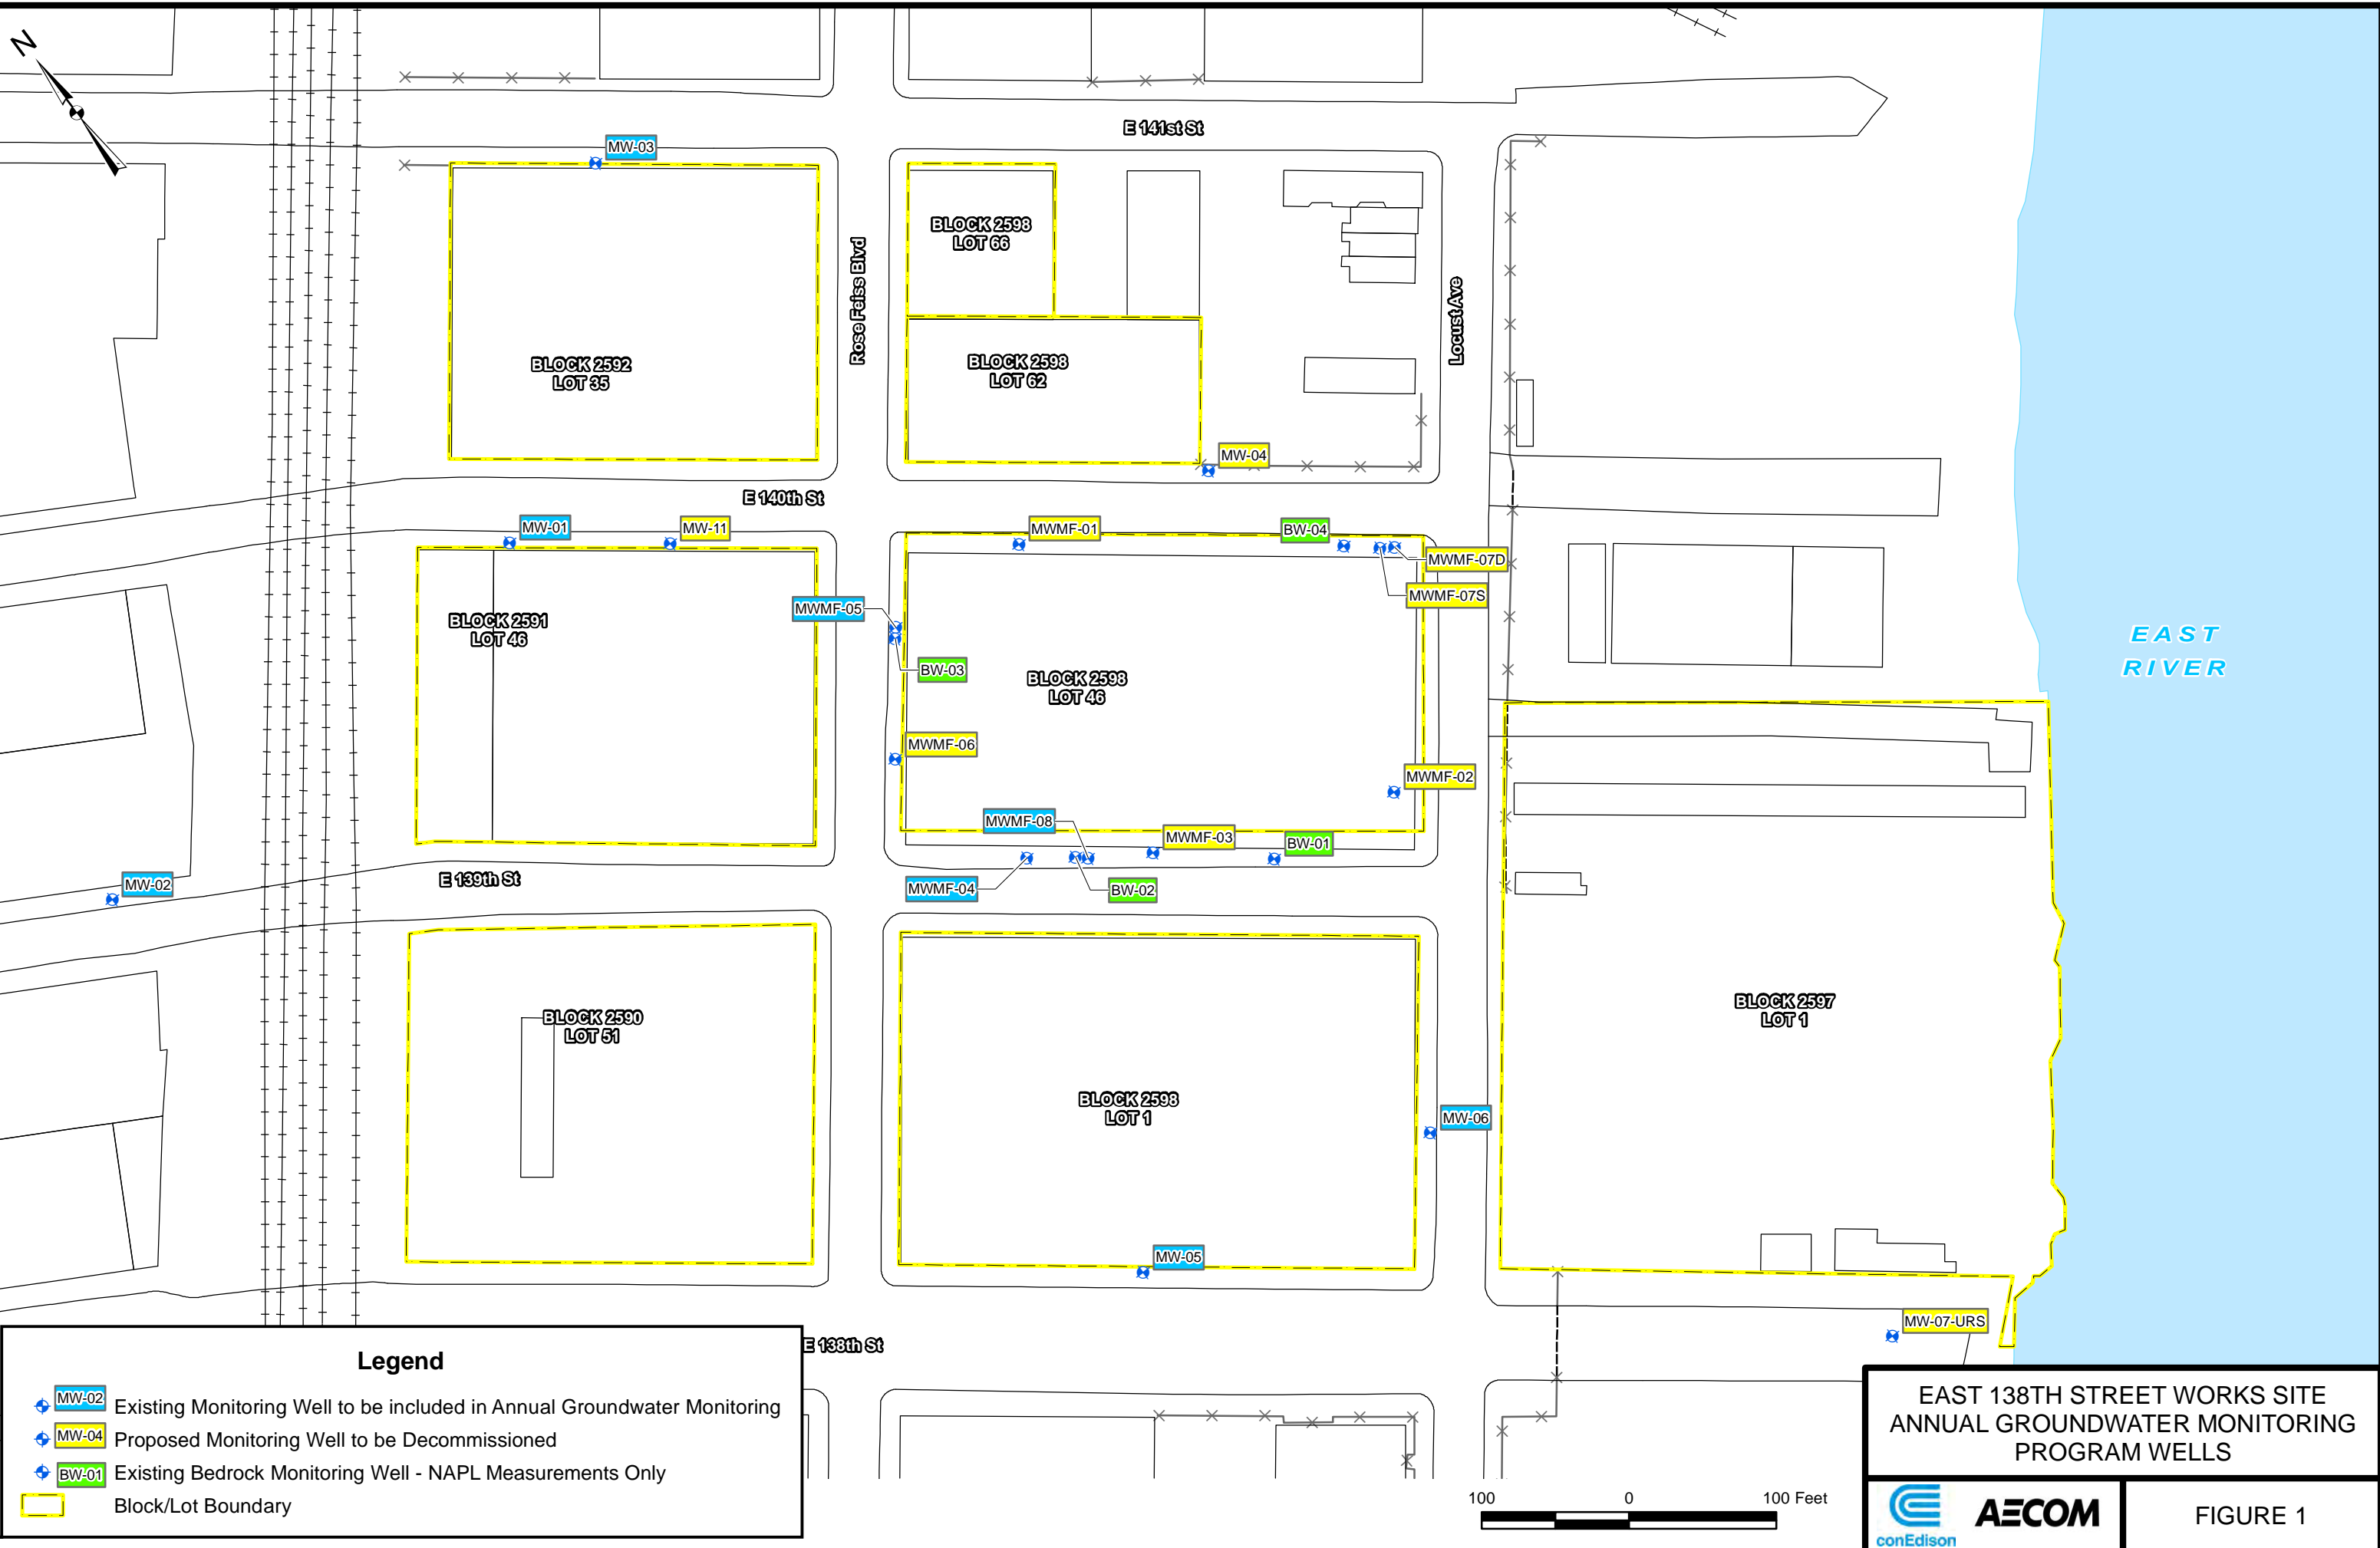 N
E 141st St
MW-03
BLOCK 2598
LOT 66
Rose Feiss Blvd
Locust Ave
BLOCK 2592
LOT 35
BLOCK 2598
LOT 62
MW-04
E 140th St
MW-01
MW-11
MWMF-01
BW-04
MWMF-07D
MWMF-07S
MWMF-05
BLOCK 2591
LOT 46
BW-03
BLOCK 2598
LOT 46
EAST
RIVER
MWMF-06
MWMF-02
MWMF-08
MWMF-03
BW-01
MW-02
E 139th St
MWMF-04
BW-02
BLOCK 2597
LOT 1
BLOCK 2590
LOT 51
BLOCK 2598
LOT 1
MW-06
MW-05
MW-07-URS
E 138th St
Legend
MW-02 Existing Monitoring Well to be included in Annual Groundwater Monitoring
MW-04 Proposed Monitoring Well to be Decommissioned
BW-01 Existing Bedrock Monitoring Well - NAPL Measurements Only
Block/Lot Boundary
100 0 100 Feet
EAST 138TH STREET WORKS SITE
ANNUAL GROUNDWATER MONITORING
PROGRAM WELLS
conEdison
AECOM
FIGURE 1